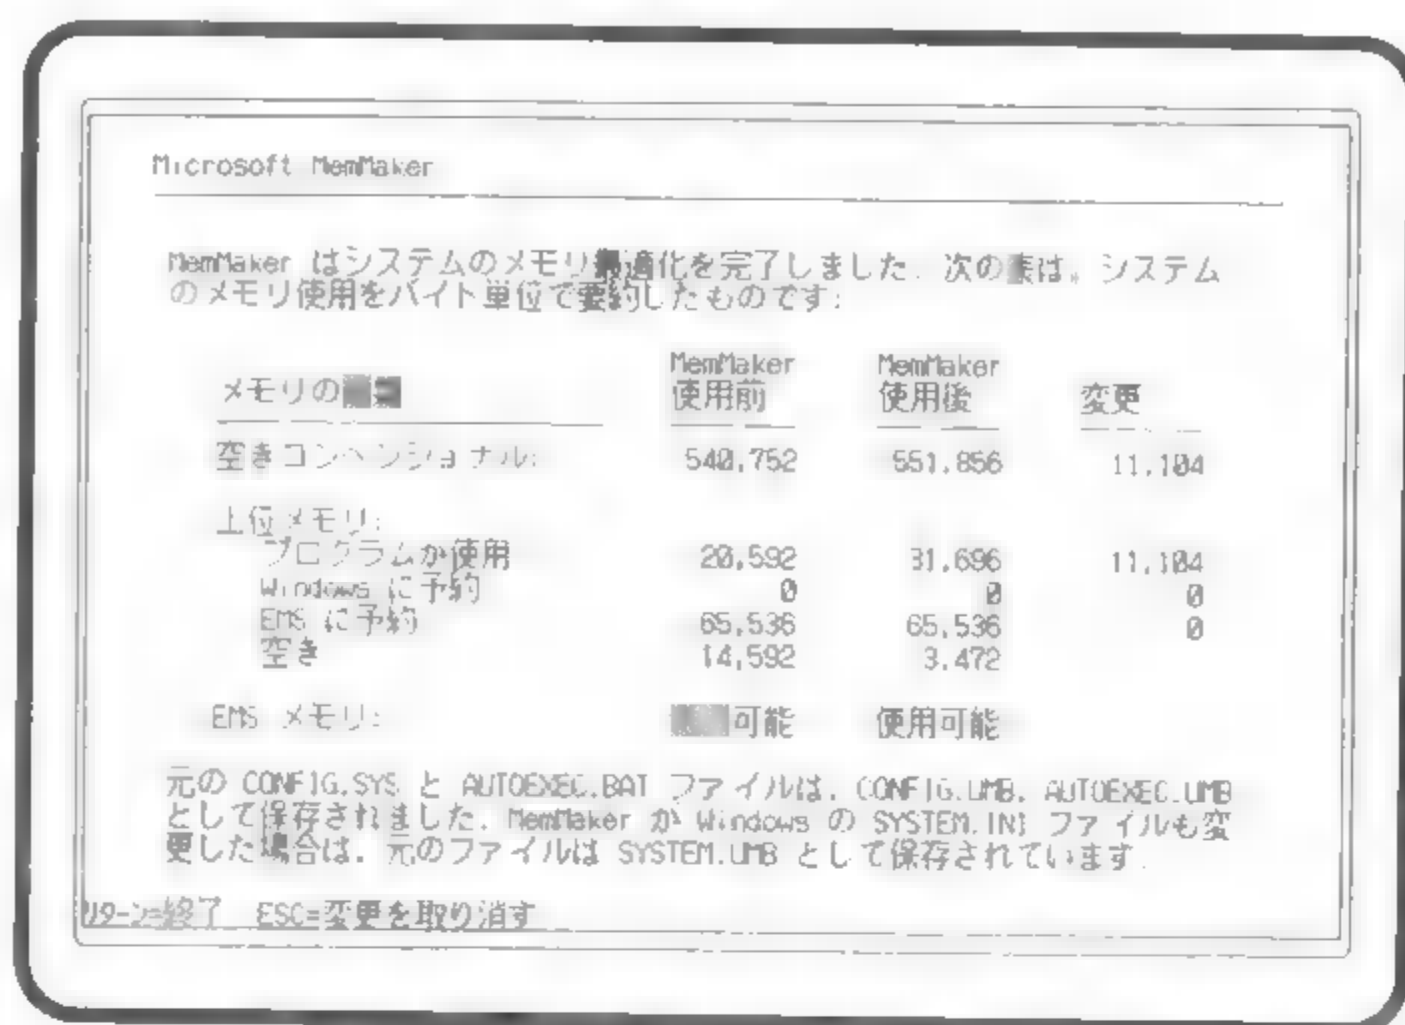 Microsoft MemMaker
MemMaker はシステムのメモリ最適化を完了しました. 次の表は, システム
のメモリ使用をバイト単位で要約したものです:
MemMaker MemMaker
メモリの 使用前 使用後 変更
空きコンベンショナル: 540,752 551,856 11,104
上位メモリ:
プログラムが使用 20,592 31,696 11,104
Windows に予約 0 0 0
EMS に予約 65,536 65,536 0
空き 14,592 3,472
EMS メモリ: 可能 使用可能
元の CONFIG.SYS と AUTOEXEC.BAT ファイルは, CONFIG.UMB, AUTOEXEC.UMB
として保存されました. MemMaker が Windows の SYSTEM.INI ファイルも変
更した場合は, 元のファイルは SYSTEM.UMB として保存されています.
リターン=終了 ESC=変更を取り消す